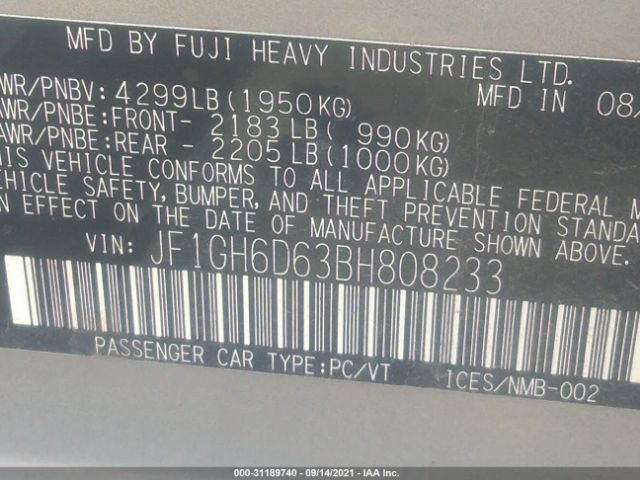 MFD BY FUJI HEAVY INDUSTRIES LTD.
WR/PNBV: 4299LB (1950KG) MFD IN 08
AWR/PNBE: FRONT- 2183 LB ( 990KG)
AWR/PNBE: REAR - 2205 LB (1000KG)
IS VEHICLE CONFORMS TO ALL APPLICABLE FEDERAL M
EHICLE SAFETY, BUMPER, AND THEFT PREVENTION STANDA
N EFFECT ON THE DATE OF MANUFACTURE SHOWN ABOVE.
VIN: JF1GH6D63BH808233
PASSENGER CAR TYPE: PC/VT ICES/NMB-002
000-31189740 - 09/14/2021 - IAA Inc.